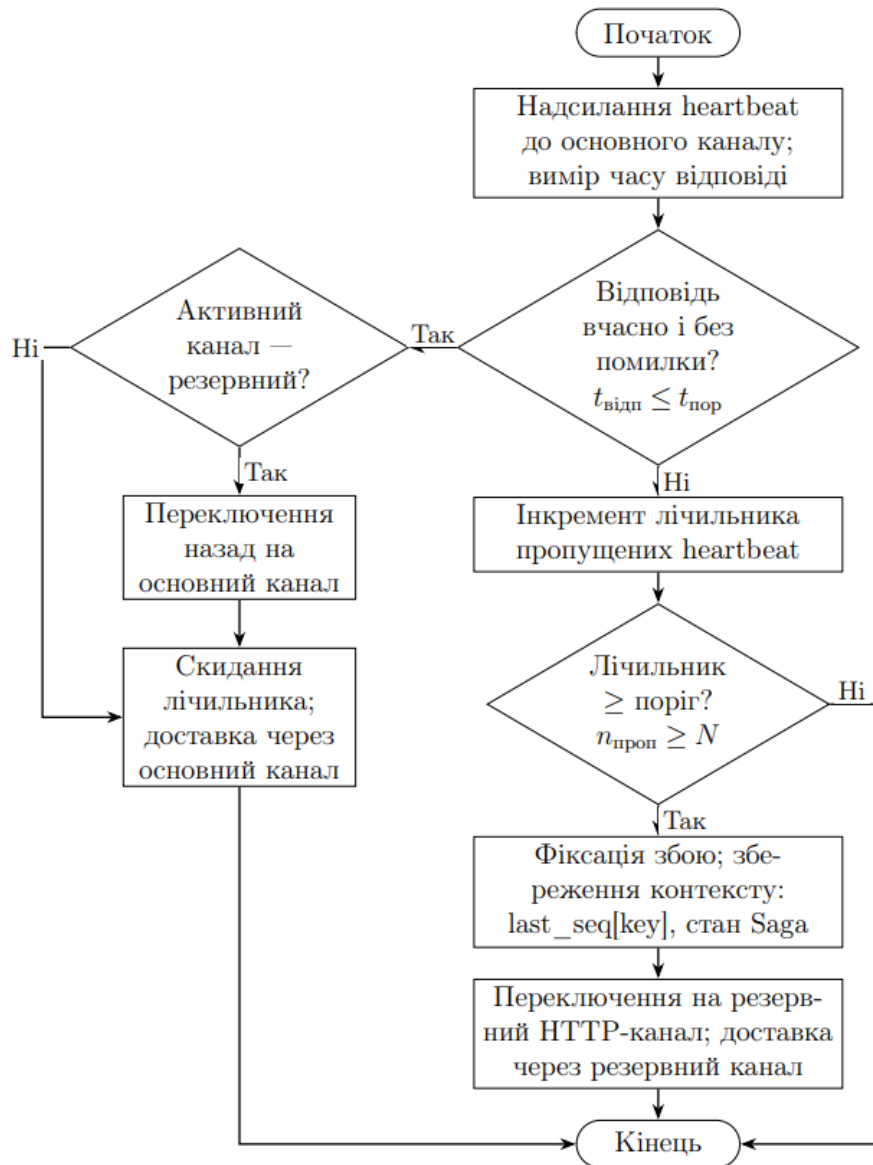 Початок
Надсилання heartbeat
до основного каналу;
вимір часу відповіді
Відповідь
вчасно і без
помилки?
t_відп ≤ t_пор
Так
Активний
канал —
резервний?
Ні
Так
Переключення
назад на
основний канал
Скидання
лічильника;
доставка через
основний канал
Ні
Інкремент лічильника
пропущених heartbeat
Лічильник
≥ поріг?
n_проп ≥ N
Ні
Так
Фіксація збою; збе-
реження контексту:
last_seq[key], стан Saga
Переключення на резерв-
ний HTTP-канал; доставка
через резервний канал
Кінець